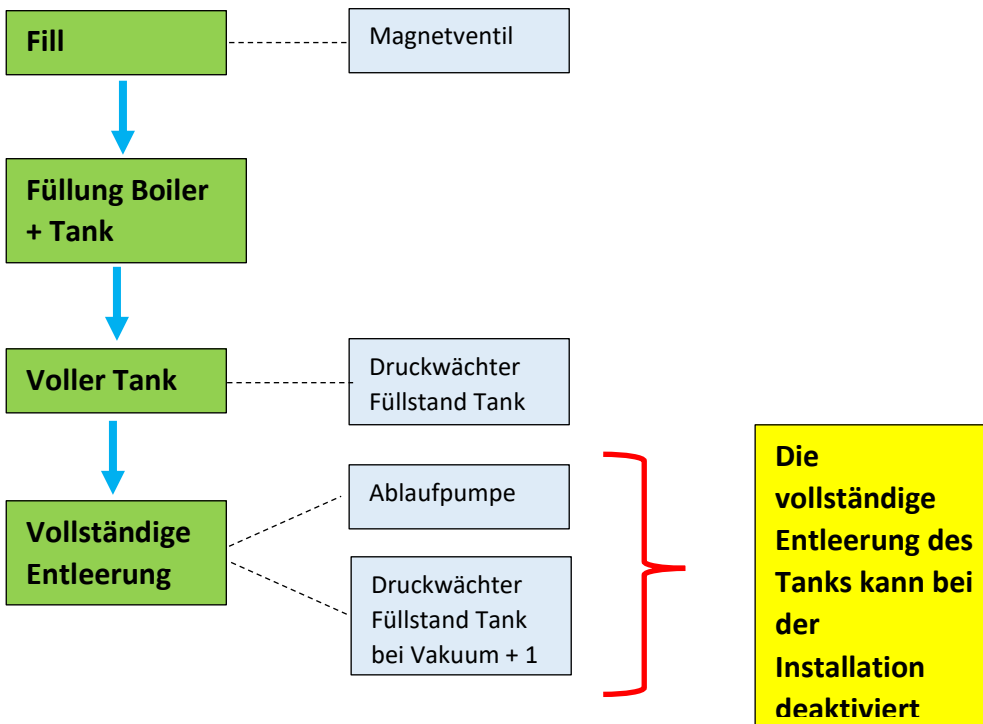 Fill
Magnetventil
Füllung Boiler
+ Tank
Voller Tank
Druckwächter
Füllstand Tank
Vollständige
Entleerung
Ablaufpumpe
Druckwächter
Füllstand Tank
bei Vakuum + 1
Die
vollständige
Entleerung des
Tanks kann bei
der
Installation
deaktiviert